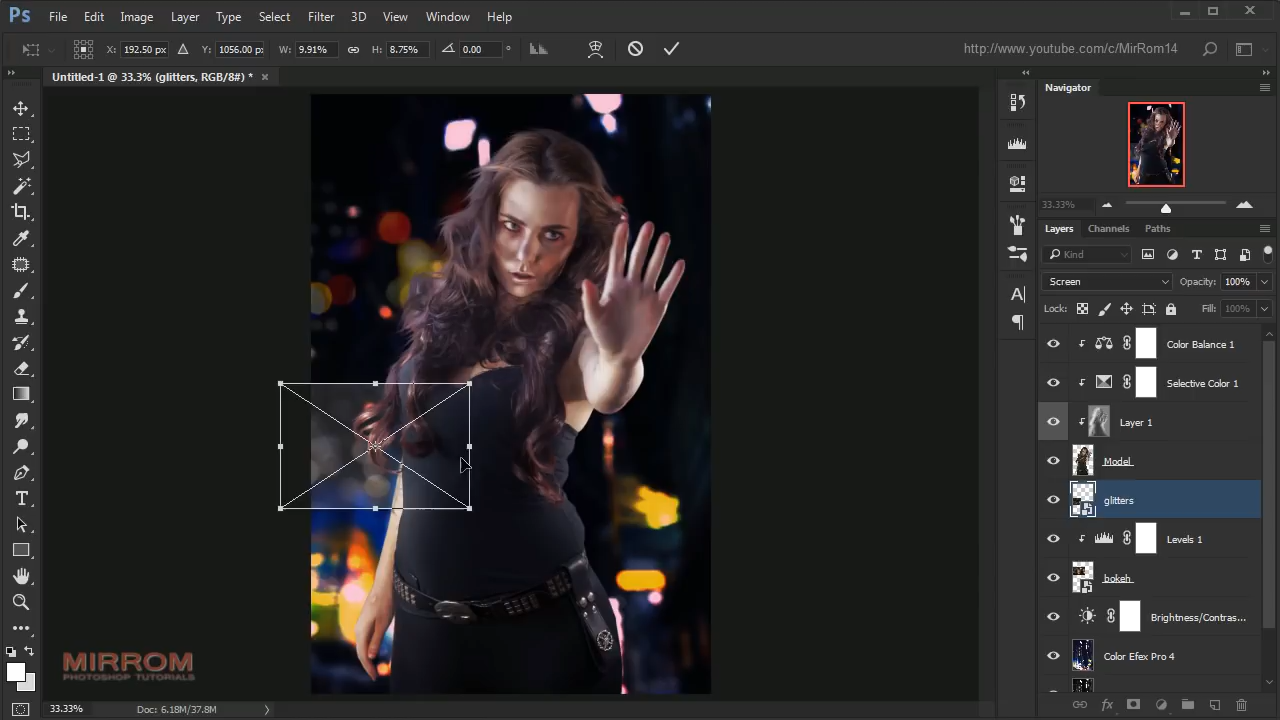 Ps File Edit Image Layer Type Select Filter 3D View Window Help
X: 192.50 px Y: 1056.00 px W: 9.91% H: 8.75% 0.00 ° http://www.youtube.com/c/MirRom14
Untitled-1 @ 33.3% (glitters, RGB/8#) * ×
Navigator
33.33%
Layers Channels Paths
Kind
Screen Opacity: 100%
Lock: Fill: 100%
Color Balance 1
Selective Color 1
Layer 1
Model
glitters
Levels 1
bokeh
Brightness/Contras...
Color Efex Pro 4
MIRROM
PHOTOSHOP TUTORIALS
33.33% Doc: 6.18M/37.8M